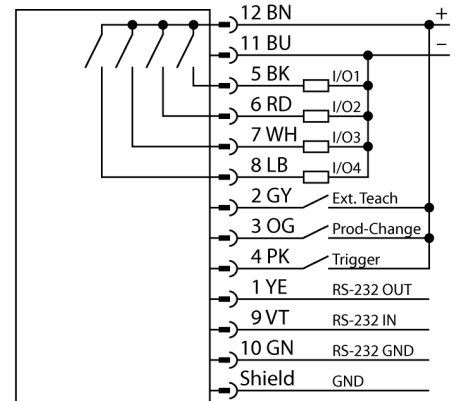 12 BN +
11 BU –
5 BK I/O1
6 RD I/O2
7 WH I/O3
8 LB I/O4
2 GY Ext. Teach
3 OG Prod-Change
4 PK Trigger
1 YE RS-232 OUT
9 VT RS-232 IN
10 GN RS-232 GND
Shield GND